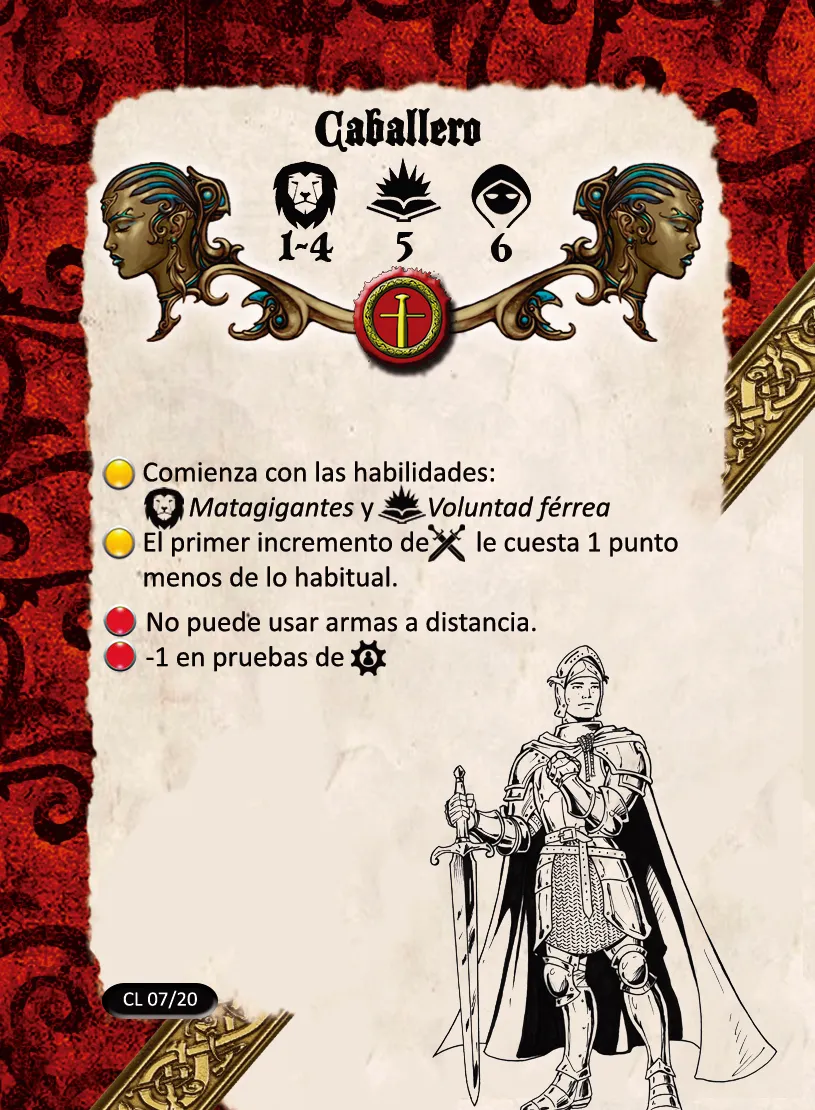 Caballero
1-4 5 6
Comienza con las habilidades:
Matagigantes y Voluntad férrea
El primer incremento de le cuesta 1 punto
menos de lo habitual.
No puede usar armas a distancia.
-1 en pruebas de
CL 07/20